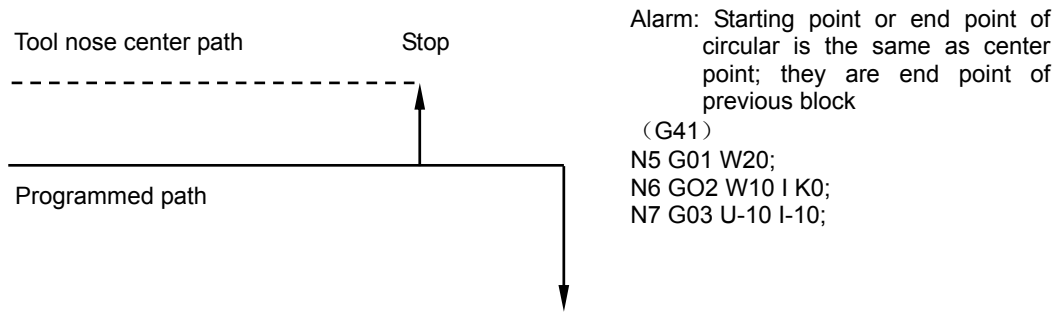 Tool nose center path
Stop
Programmed path
Alarm: Starting point or end point of
circular is the same as center
point; they are end point of
previous block
（G41）
N5 G01 W20;
N6 GO2 W10 I K0;
N7 G03 U-10 I-10;